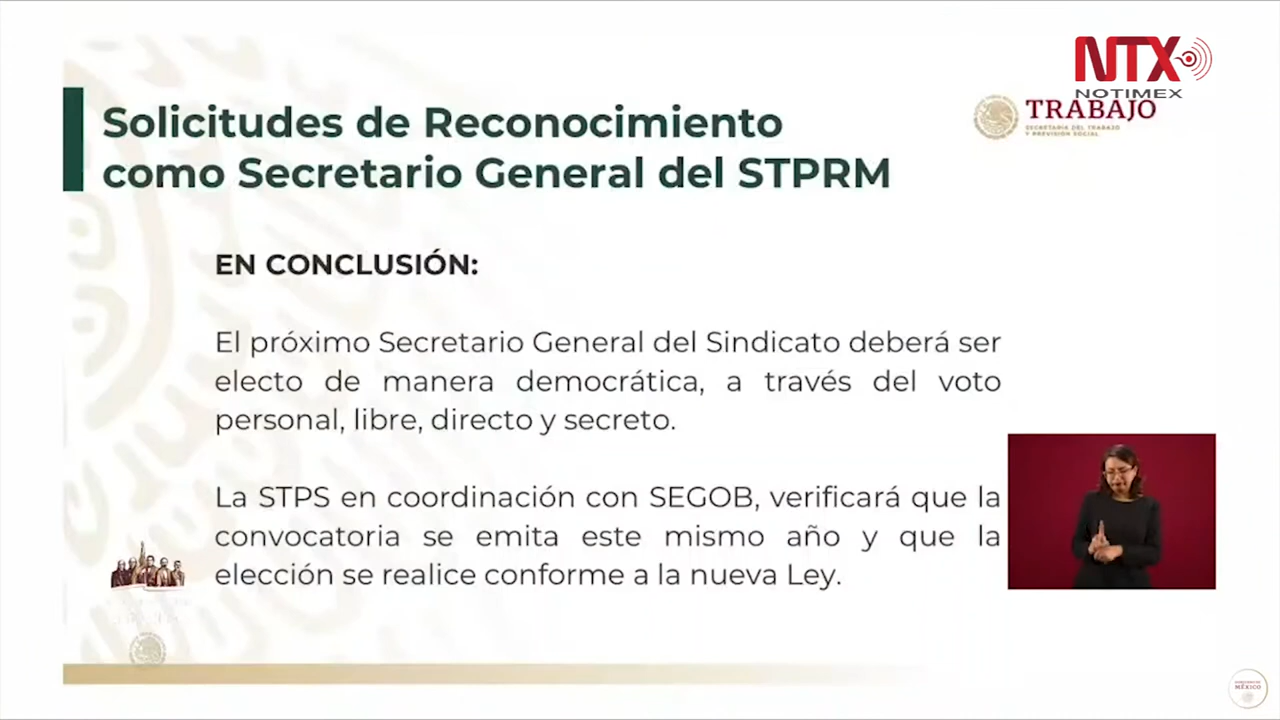 NTX
NOTIMEX
TRABAJO
SECRETARÍA DEL TRABAJO
Y PREVISIÓN SOCIAL
Solicitudes de Reconocimiento
como Secretario General del STPRM
EN CONCLUSIÓN:
El próximo Secretario General del Sindicato deberá ser
electo de manera democrática, a través del voto
personal, libre, directo y secreto.
La STPS en coordinación con SEGOB, verificará que la
convocatoria se emita este mismo año y que la
elección se realice conforme a la nueva Ley.
GOBIERNO DE
MÉXICO